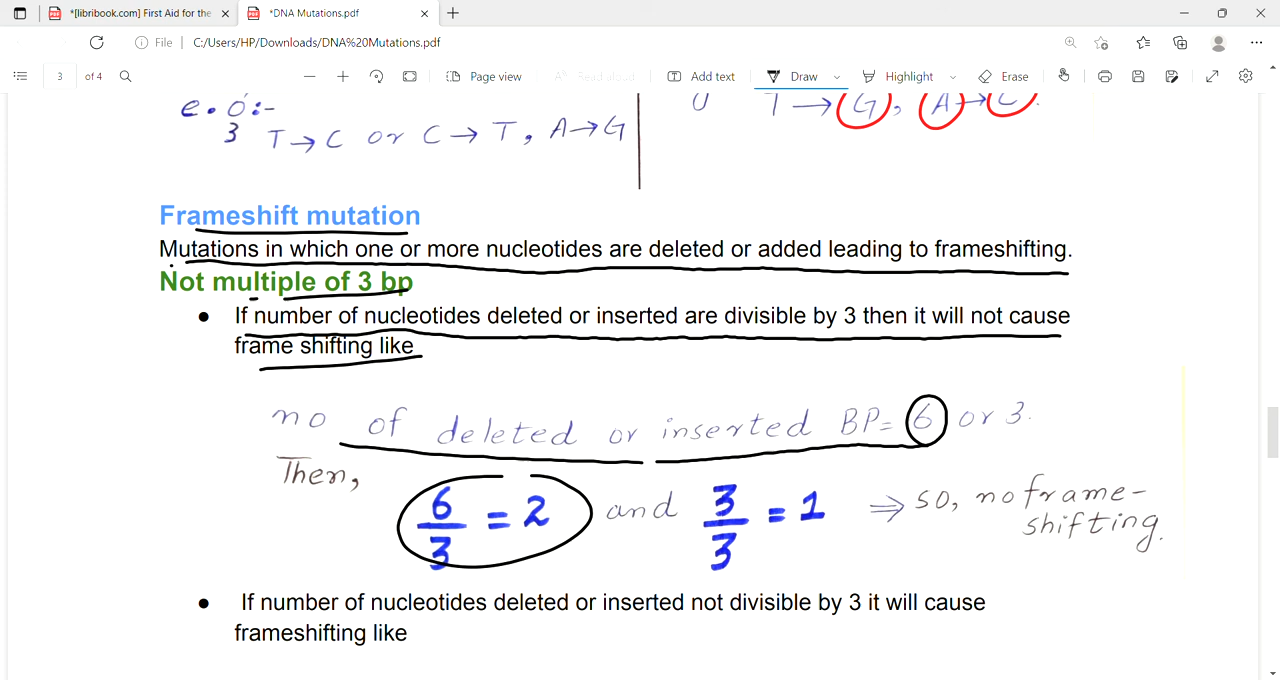 *[libribook.com] First Aid for the
*DNA Mutations.pdf
File
C:/Users/HP/Downloads/DNA%20Mutations.pdf
3 of 4
Page view
Read aloud
Add text
Draw
Highlight
Erase
e.g:-
T → G, A → C.
T → C or C → T, A → G
Frameshift mutation
Mutations in which one or more nucleotides are deleted or added leading to frameshifting.
Not multiple of 3 bp
● If number of nucleotides deleted or inserted are divisible by 3 then it will not cause
frame shifting like
no of deleted or inserted BP= 6 or 3.
Then,
6/3 = 2 and 3/3 = 1 ⇒ so, no frame-
shifting.
● If number of nucleotides deleted or inserted not divisible by 3 it will cause
frameshifting like